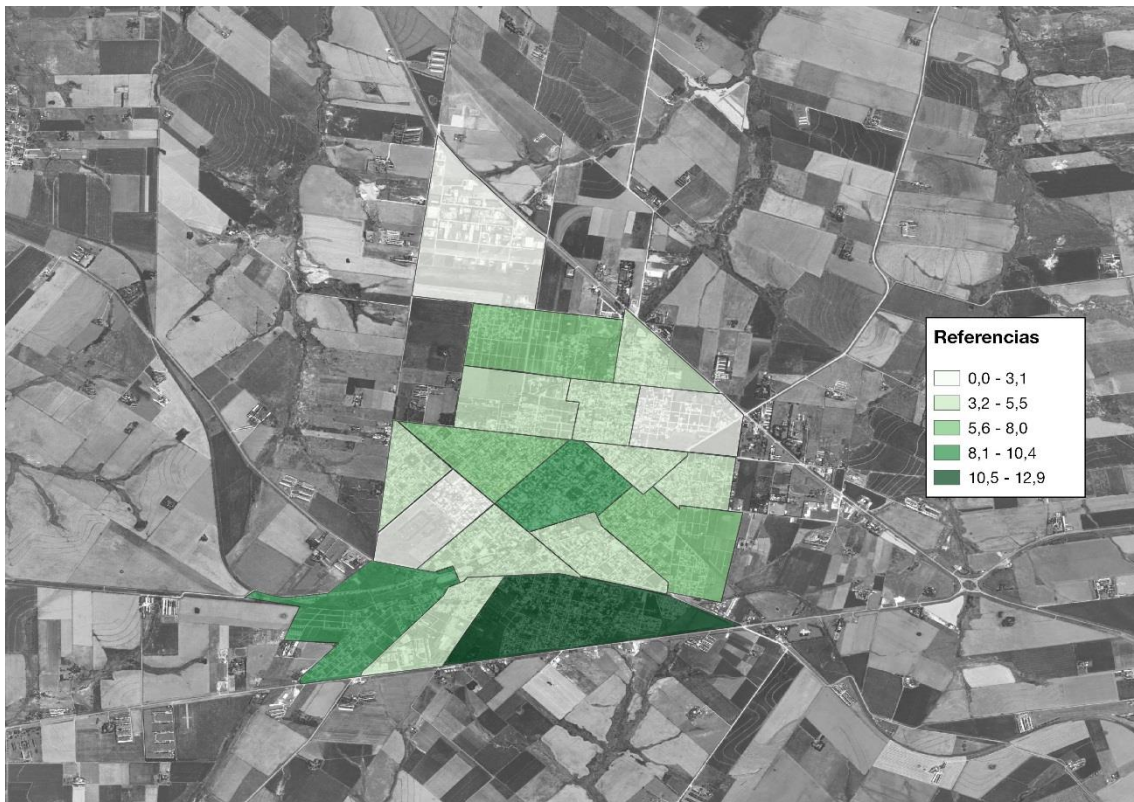 Referencias
0,0 - 3,1
3,2 - 5,5
5,6 - 8,0
8,1 - 10,4
10,5 - 12,9